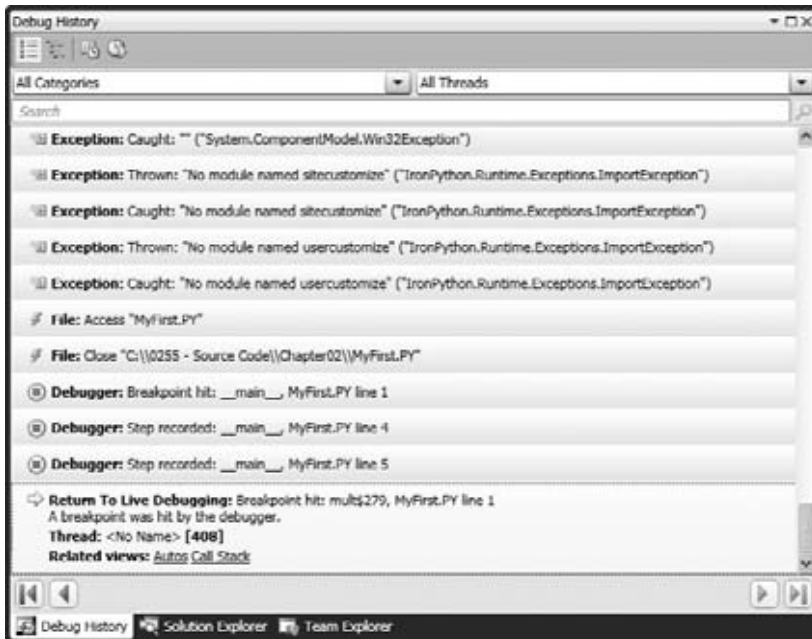 Debug History
All Categories
All Threads
Search
Exception: Caught: "" ("System.ComponentModel.Win32Exception")
Exception: Thrown: "No module named sitecustomize" ("IronPython.Runtime.Exceptions.ImportException")
Exception: Caught: "No module named sitecustomize" ("IronPython.Runtime.Exceptions.ImportException")
Exception: Thrown: "No module named usercustomize" ("IronPython.Runtime.Exceptions.ImportException")
Exception: Caught: "No module named usercustomize" ("IronPython.Runtime.Exceptions.ImportException")
File: Access "MyFirst.PY"
File: Close "C:\\0255 - Source Code\\Chapter02\\MyFirst.PY"
Debugger: Breakpoint hit: __main__, MyFirst.PY line 1
Debugger: Step recorded: __main__, MyFirst.PY line 4
Debugger: Step recorded: __main__, MyFirst.PY line 5
Return To Live Debugging: Breakpoint hit: mult$279, MyFirst.PY line 1
A breakpoint was hit by the debugger.
Thread: <No Name> [408]
Related views: Autos Call Stack
Debug History
Solution Explorer
Team Explorer